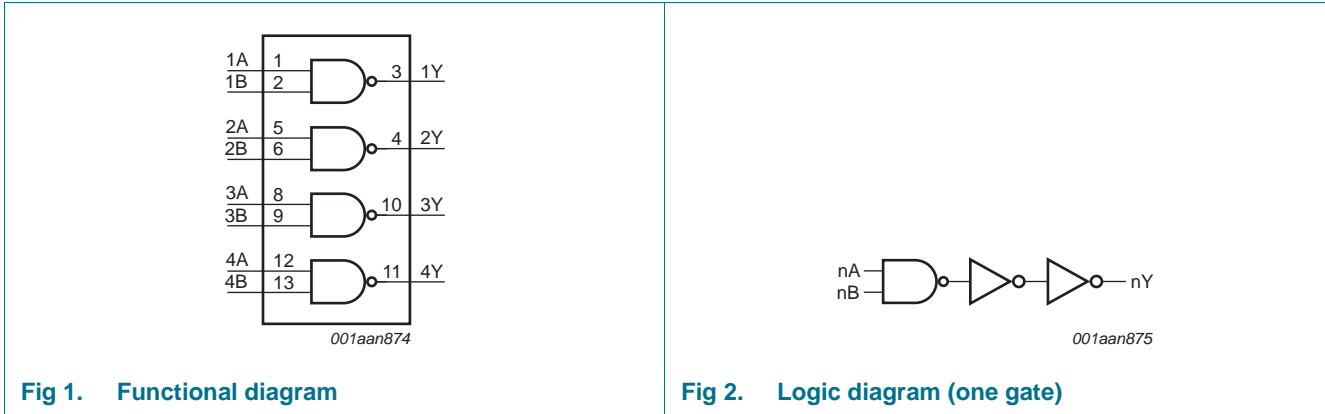 1A 1
1B 2
3 1Y
2A 5
2B 6
4 2Y
3A 8
3B 9
10 3Y
4A 12
4B 13
11 4Y
001aan874
Fig 1. Functional diagram
nA
nB
nY
001aan875
Fig 2. Logic diagram (one gate)